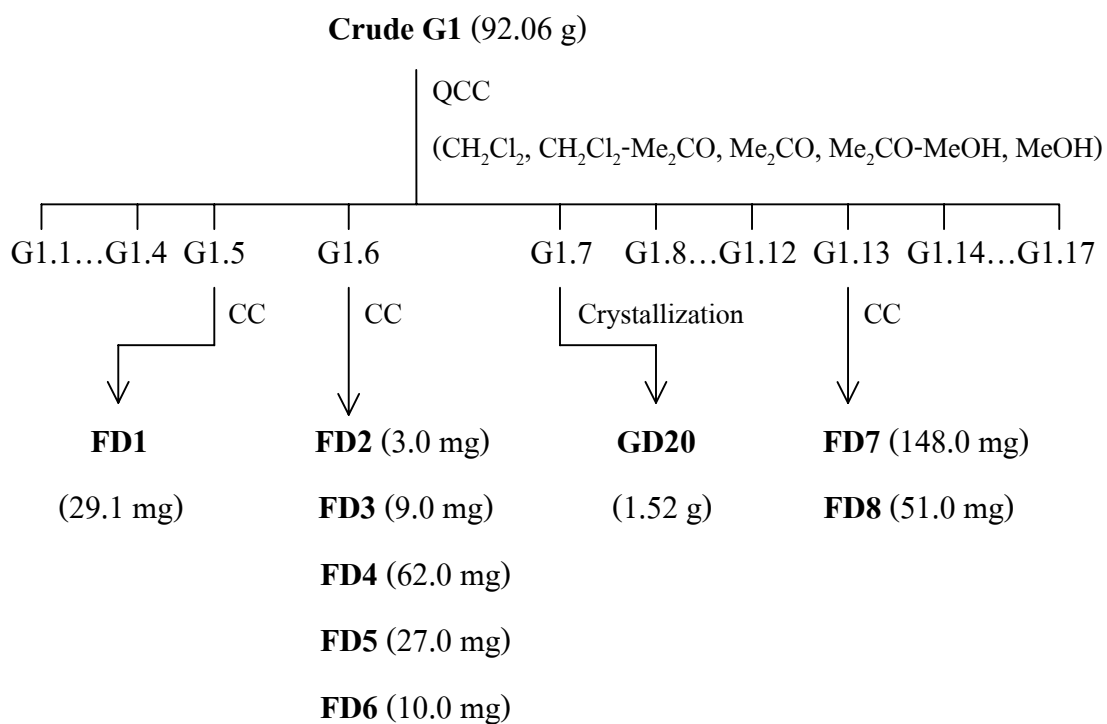 Crude G1 (92.06 g)
QCC
(CH₂Cl₂, CH₂Cl₂-Me₂CO, Me₂CO, Me₂CO-MeOH, MeOH)
G1.1…G1.4 G1.5 G1.6 G1.7 G1.8…G1.12 G1.13 G1.14…G1.17
CC CC Crystallization CC
FD1 FD2 (3.0 mg) GD20 FD7 (148.0 mg)
(29.1 mg) FD3 (9.0 mg) (1.52 g) FD8 (51.0 mg)
FD4 (62.0 mg)
FD5 (27.0 mg)
FD6 (10.0 mg)